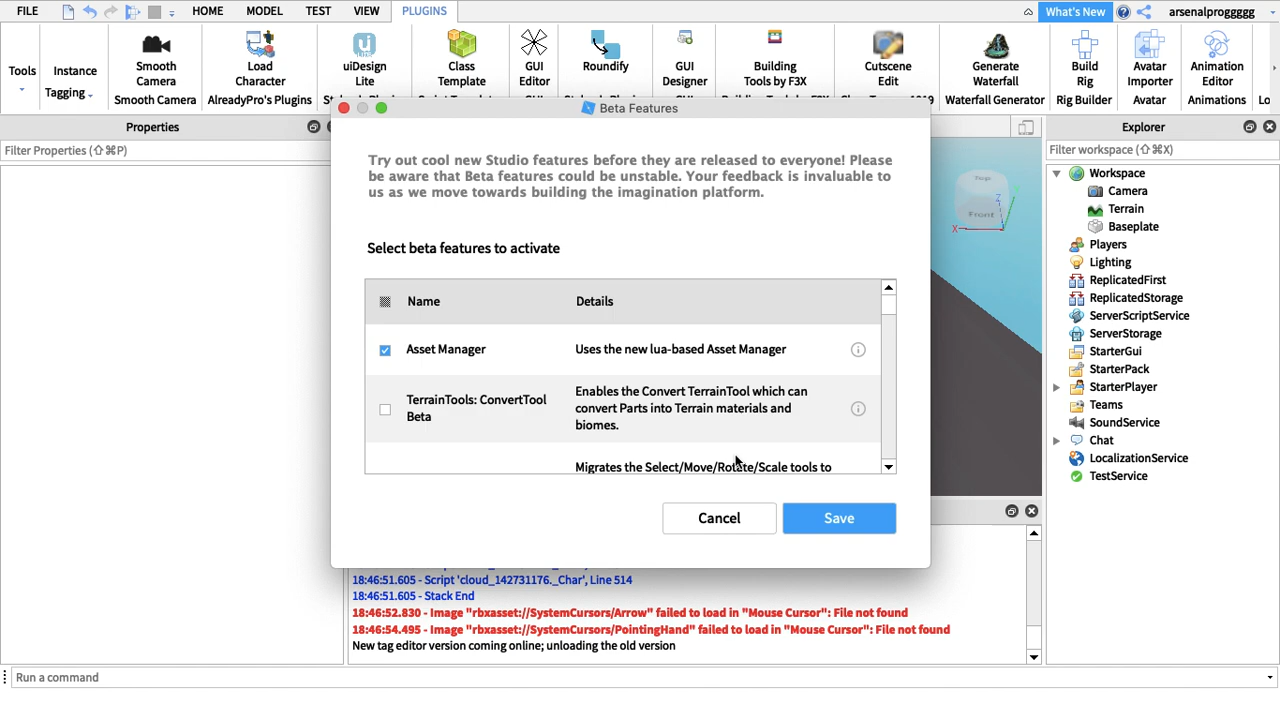 FILE HOME MODEL TEST VIEW PLUGINS What's New arsenalproggggg
Tools
Instance
Tagging
Smooth Camera
Smooth Camera
Load Character
AlreadyPro's Plugins
uiDesign Lite
Class Template
GUI Editor
Roundify
GUI Designer
Building Tools by F3X
Cutscene Edit
Generate Waterfall
Waterfall Generator
Build Rig
Rig Builder
Avatar Importer
Avatar
Animation Editor
Animations
Lo
Properties
Filter Properties (⇧⌘P)
Beta Features
Try out cool new Studio features before they are released to everyone! Please
be aware that Beta features could be unstable. Your feedback is invaluable to
us as we move towards building the imagination platform.
Select beta features to activate
Name Details
Asset Manager Uses the new lua-based Asset Manager
TerrainTools: ConvertTool
Beta
Enables the Convert TerrainTool which can
convert Parts into Terrain materials and
biomes.
Migrates the Select/Move/Rotate/Scale tools to
Cancel Save
Top
Front
X
Z
Explorer
Filter workspace (⇧⌘X)
Workspace
Camera
Terrain
Baseplate
Players
Lighting
ReplicatedFirst
ReplicatedStorage
ServerScriptService
ServerStorage
StarterGui
StarterPack
StarterPlayer
Teams
SoundService
Chat
LocalizationService
TestService
18:46:51.605 - Script 'cloud_142731176._Char', Line 514
18:46:51.605 - Stack End
18:46:52.830 - Image "rbxasset://SystemCursors/Arrow" failed to load in "Mouse Cursor": File not found
18:46:54.495 - Image "rbxasset://SystemCursors/PointingHand" failed to load in "Mouse Cursor": File not found
New tag editor version coming online; unloading the old version
Run a command